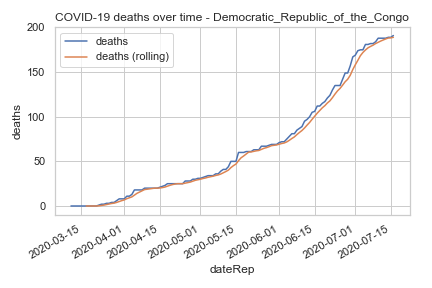 COVID-19 deaths over time - Democratic_Republic_of_the_Congo
200
150
100
50
0
deaths
deaths
deaths (rolling)
2020-03-15
2020-04-01
2020-04-15
2020-05-01
2020-05-15
2020-06-01
2020-06-15
2020-07-01
2020-07-15
dateRep